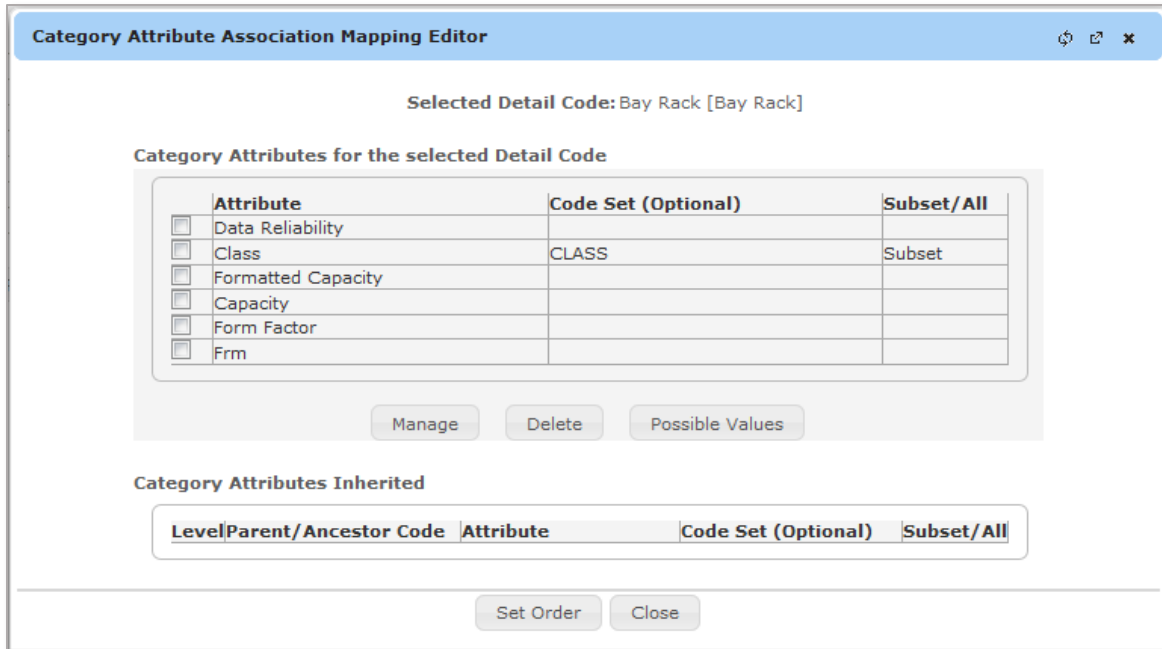 Category Attribute Association Mapping Editor
Selected Detail Code: Bay Rack [Bay Rack]
Category Attributes for the selected Detail Code
Attribute Code Set (Optional) Subset/All
Data Reliability
Class CLASS Subset
Formatted Capacity
Capacity
Form Factor
Frm
Manage Delete Possible Values
Category Attributes Inherited
Level Parent/Ancestor Code Attribute Code Set (Optional) Subset/All
Set Order Close